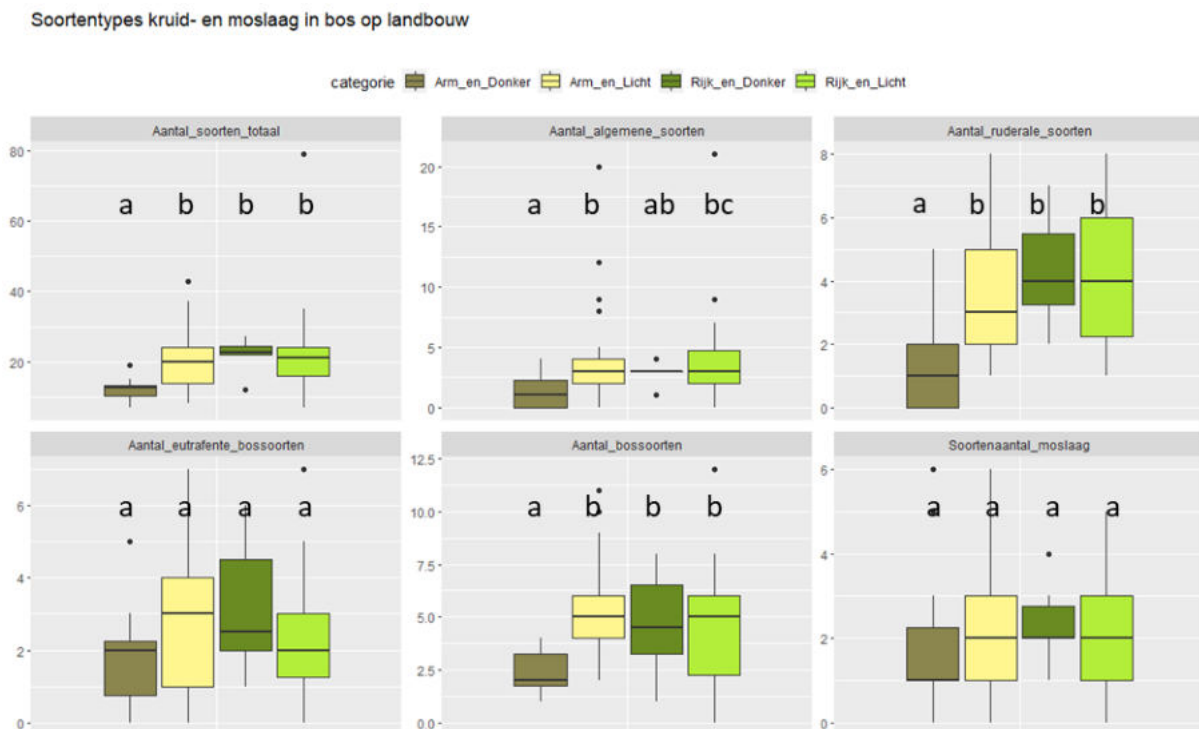 Soortentypes kruid- en moslaag in bos op landbouw
categorie Arm_en_Donker Arm_en_Licht Rijk_en_Donker Rijk_en_Licht
Aantal_soorten_totaal
80
60
40
20
a b b b
Aantal_algemene_soorten
20
15
10
5
0
a b ab bc
Aantal_ruderale_soorten
8
6
4
2
0
a b b b
Aantal_eutrafente_bossoorten
6
4
2
0
a a a a
Aantal_bossoorten
12.5
10.0
7.5
5.0
2.5
0.0
a b b b
Soortenaantal_moslaag
6
4
2
0
a a a a